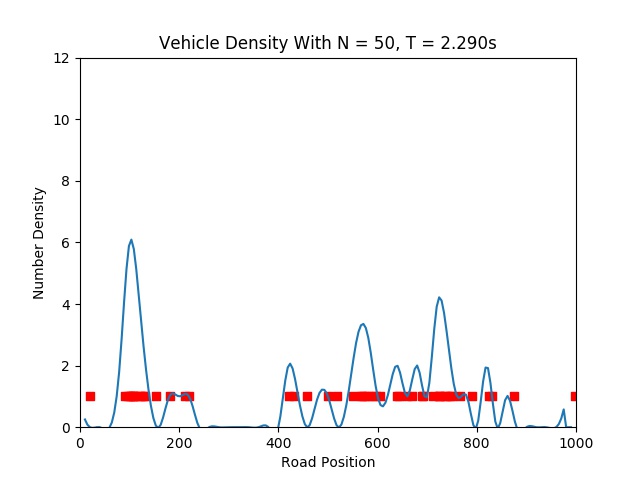 Vehicle Density With N = 50, T = 2.290s
12
10
8
6
4
2
0
Number Density
0 200 400 600 800 1000
Road Position